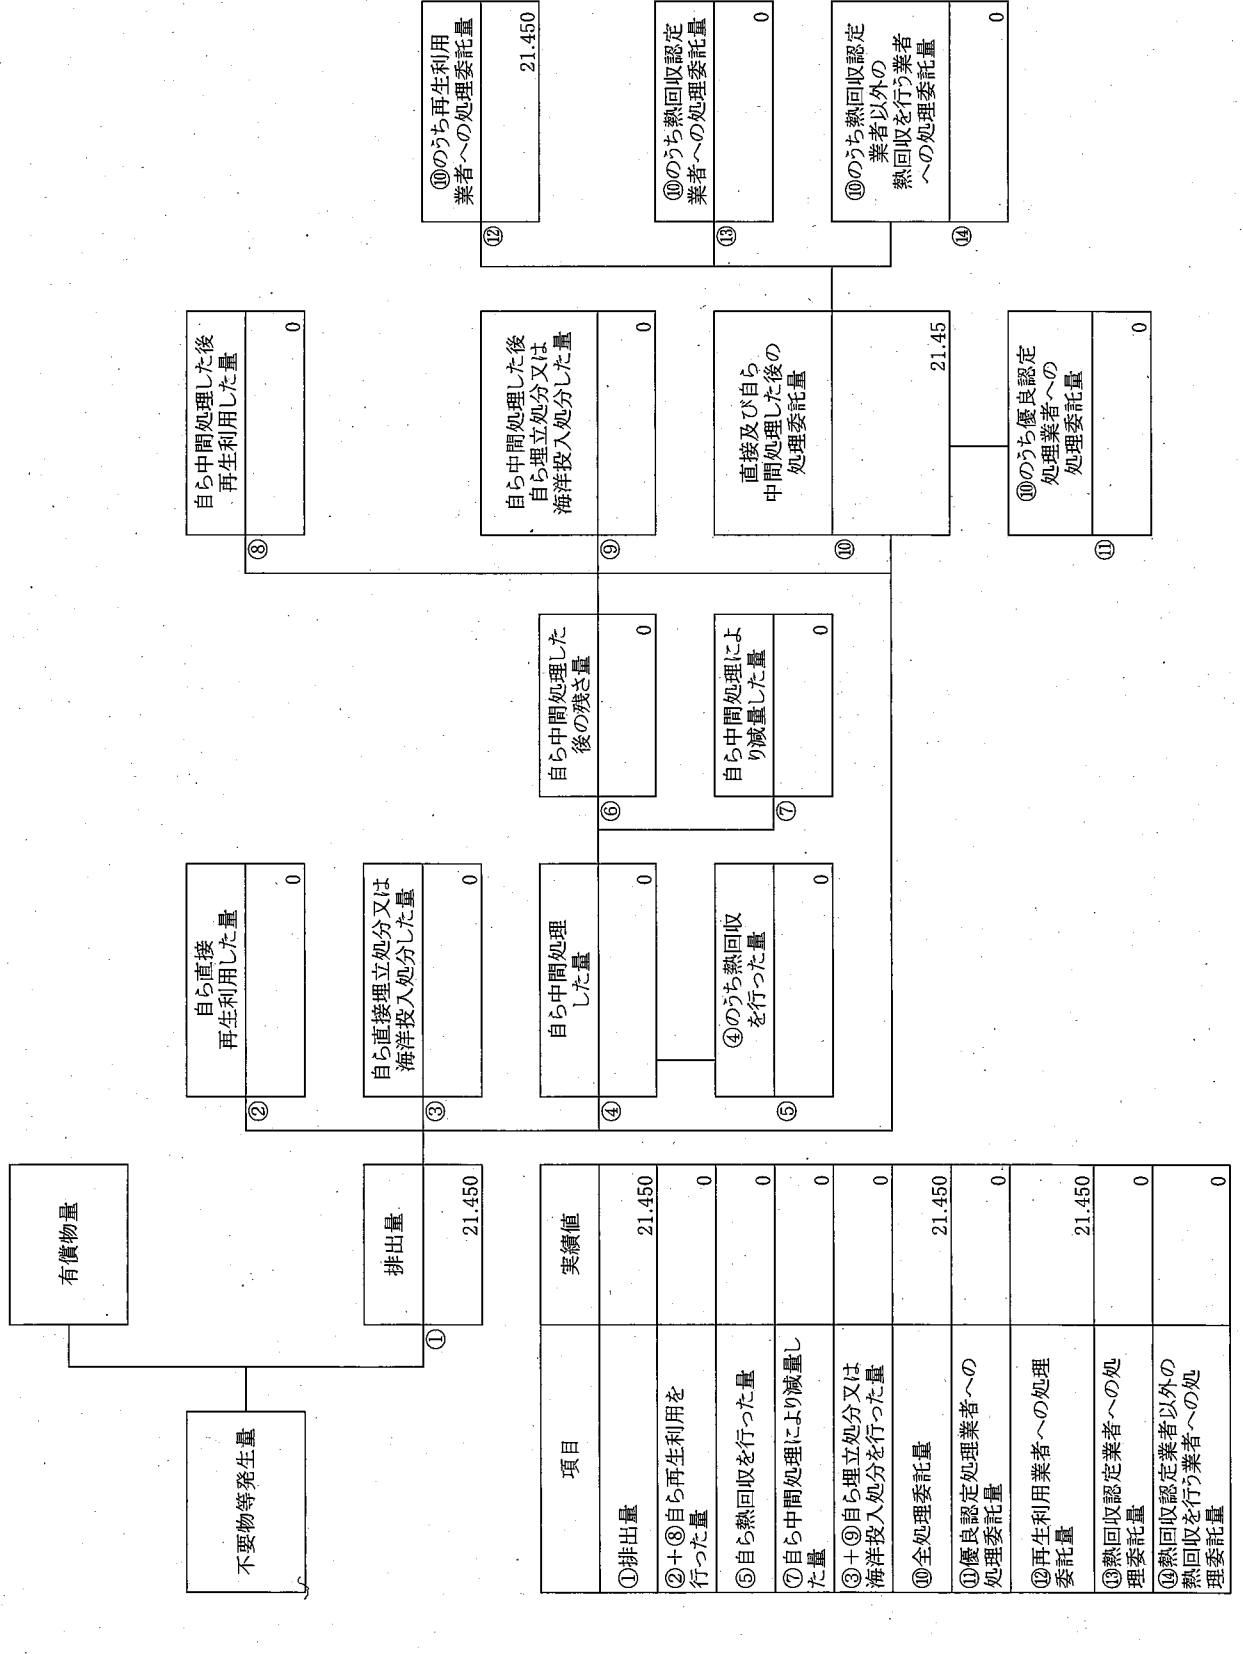 有償物量
不要物等発生量
①
排出量
21.450
②
自ら直接
再生利用した量
0
③
自ら直接埋立処分又は
海洋投入処分した量
0
④
自ら中間処理
した量
0
⑤
④のうち熱回収
を行った量
0
⑥
自ら中間処理した
後の残さ量
0
⑦
自ら中間処理によ
り減量した量
0
⑧
自ら中間処理した後
再生利用した量
0
⑨
自ら中間処理した後
自ら埋立処分又は
海洋投入処分した量
0
⑩
直接及び自ら
中間処理した後の
処理委託量
21.45
⑪
⑩のうち優良認定
処理業者への
処理委託量
0
⑫
⑩のうち再生利用
業者への処理委託量
21.450
⑬
⑩のうち熱回収認定
業者への処理委託量
0
⑭
⑩のうち熱回収認定
業者以外の
熱回収を行う業者
への処理委託量
0
項目
実績値
①排出量
21.450
②+⑧自ら再生利用を
行った量
0
⑤自ら熱回収を行った量
0
⑦自ら中間処理により減量し
た量
0
③+⑨自ら埋立処分又は
海洋投入処分を行った量
0
⑩全処理委託量
21.450
⑪優良認定処理業者への
処理委託量
0
⑫再生利用業者への処理
委託量
21.450
⑬熱回収認定業者への処
理委託量
0
⑭熱回収認定業者以外の
熱回収を行う業者への処
理委託量
0